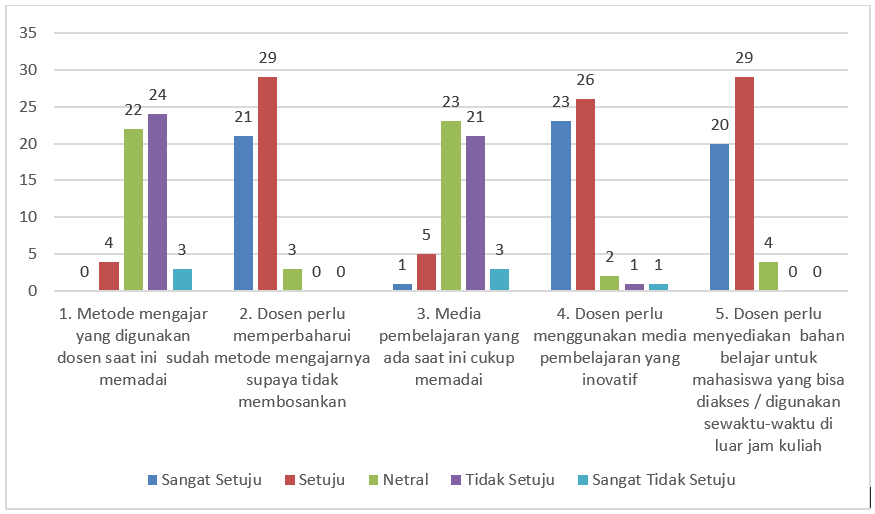 35
30
25
20
15
10
5
0
0 4 22 24 3
21 29 3 0 0
1 5 23 21 3
23 26 2 1 1
20 29 4 0 0
1. Metode mengajar
yang digunakan
dosen saat ini sudah
memadai
2. Dosen perlu
memperbaharui
metode mengajarnya
supaya tidak
membosankan
3. Media
pembelajaran yang
ada saat ini cukup
memadai
4. Dosen perlu
menggunakan media
pembelajaran yang
inovatif
5. Dosen perlu
menyediakan bahan
belajar untuk
mahasiswa yang bisa
diakses / digunakan
sewaktu-waktu di
luar jam kuliah
Sangat Setuju Setuju Netral Tidak Setuju Sangat Tidak Setuju